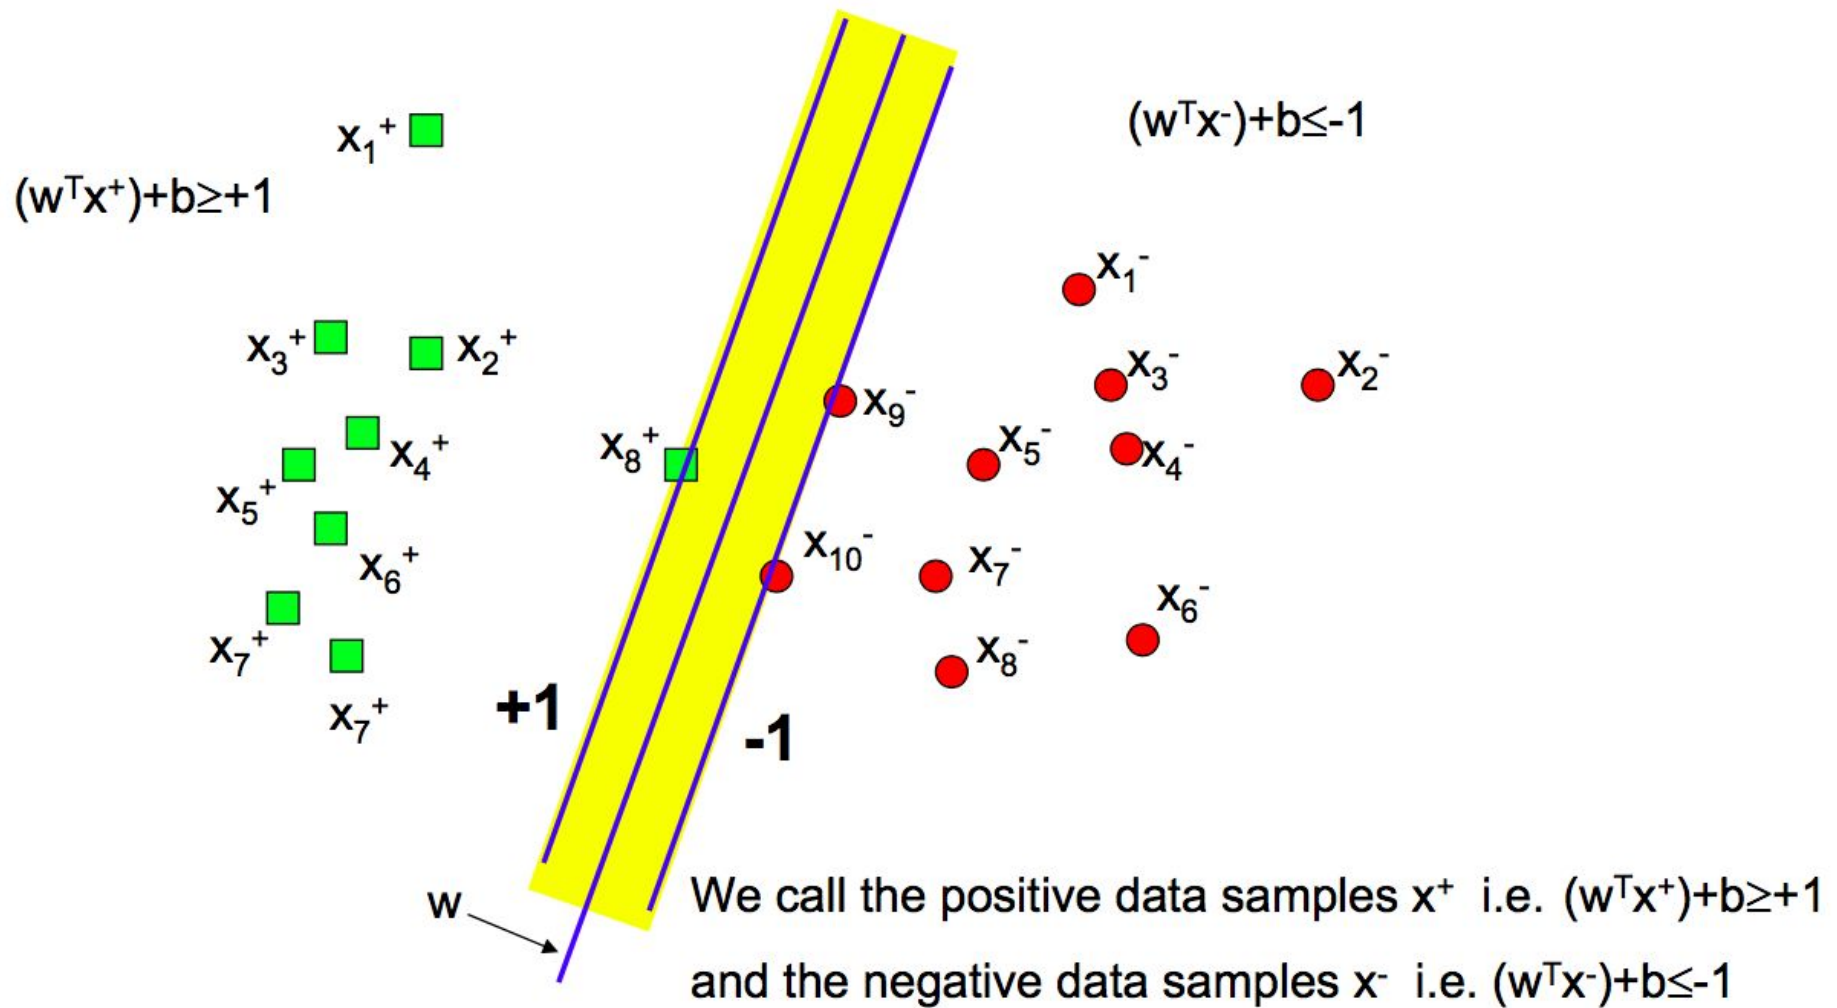 x₁⁺
(wᵀx⁻)+b≤-1
(wᵀx⁺)+b≥+1
x₁⁻
x₃⁺
x₂⁺
x₃⁻
x₂⁻
x₉⁻
x₈⁺
x₄⁺
x₅⁻
x₄⁻
x₅⁺
x₁₀⁻
x₇⁻
x₆⁺
x₆⁻
x₇⁺
x₈⁻
x₇⁺
+1
-1
w
We call the positive data samples x⁺ i.e. (wᵀx⁺)+b≥+1
and the negative data samples x⁻ i.e. (wᵀx⁻)+b≤-1